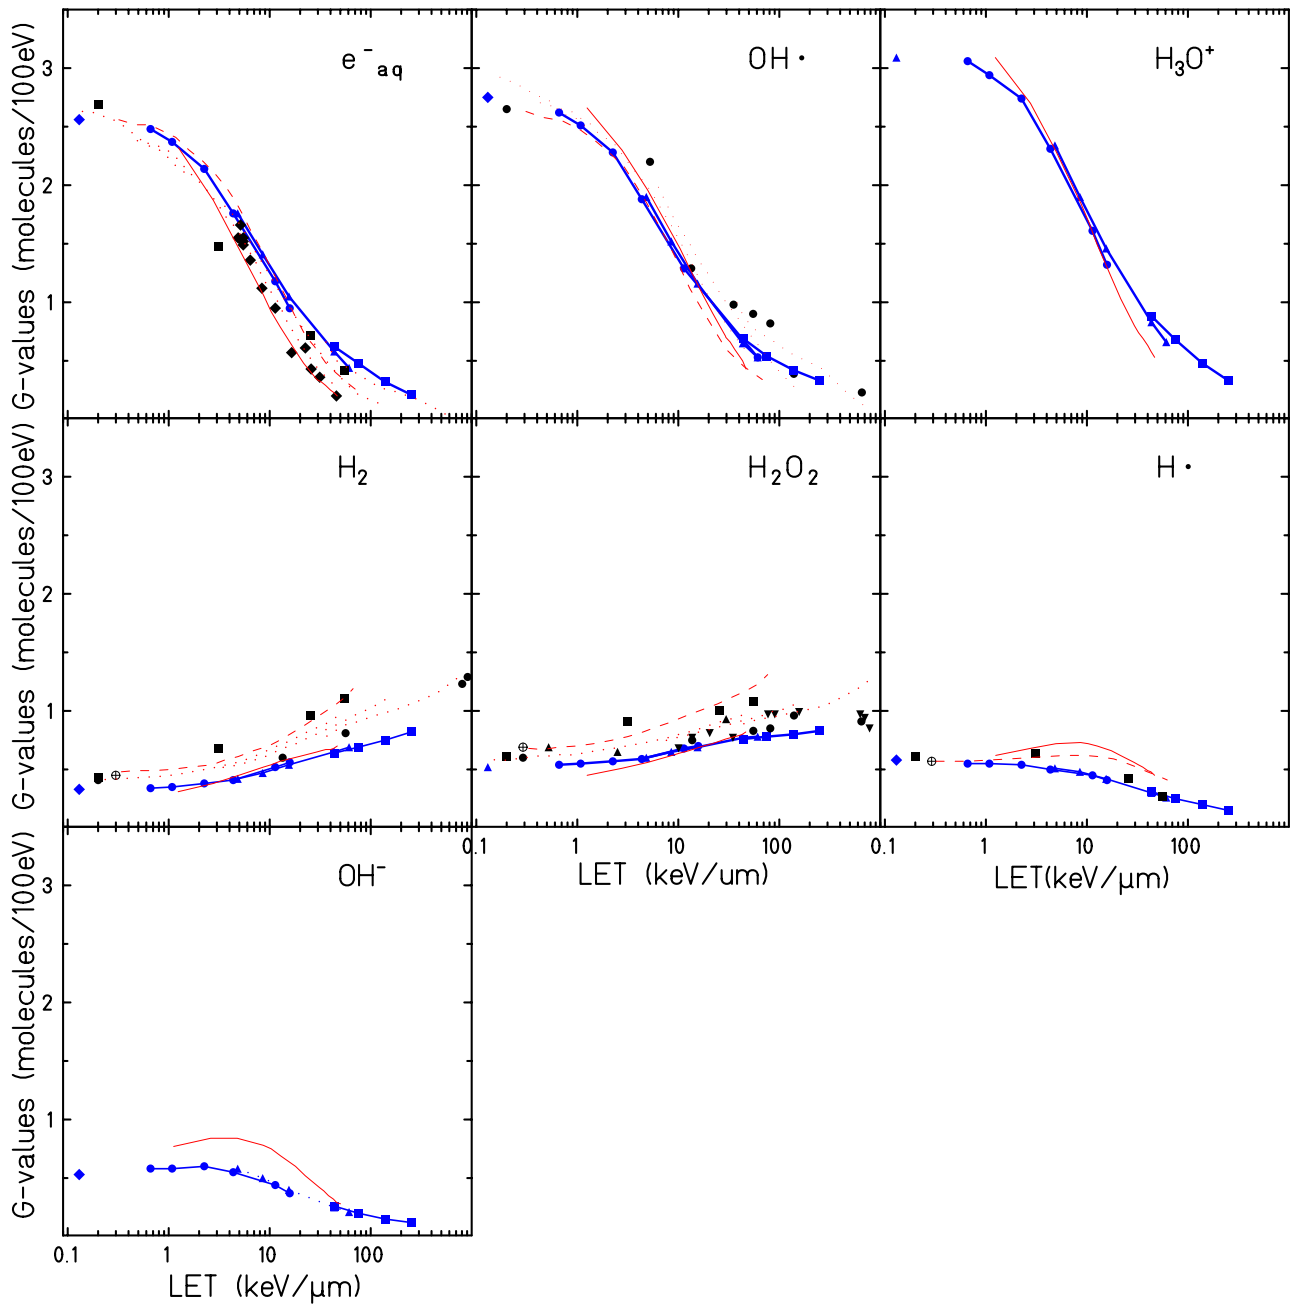 G-values (molecules/100eV)
3
2
1
e⁻aq
OH •
H₃O⁺
G-values (molecules/100eV)
3
2
1
H₂
H₂O₂
H •
0.1 1 10 100 0.1 1 10 100
LET (keV/um)
LET(keV/μm)
G-values (molecules/100eV)
3
2
1
OH⁻
0.1 1 10 100
LET (keV/μm)